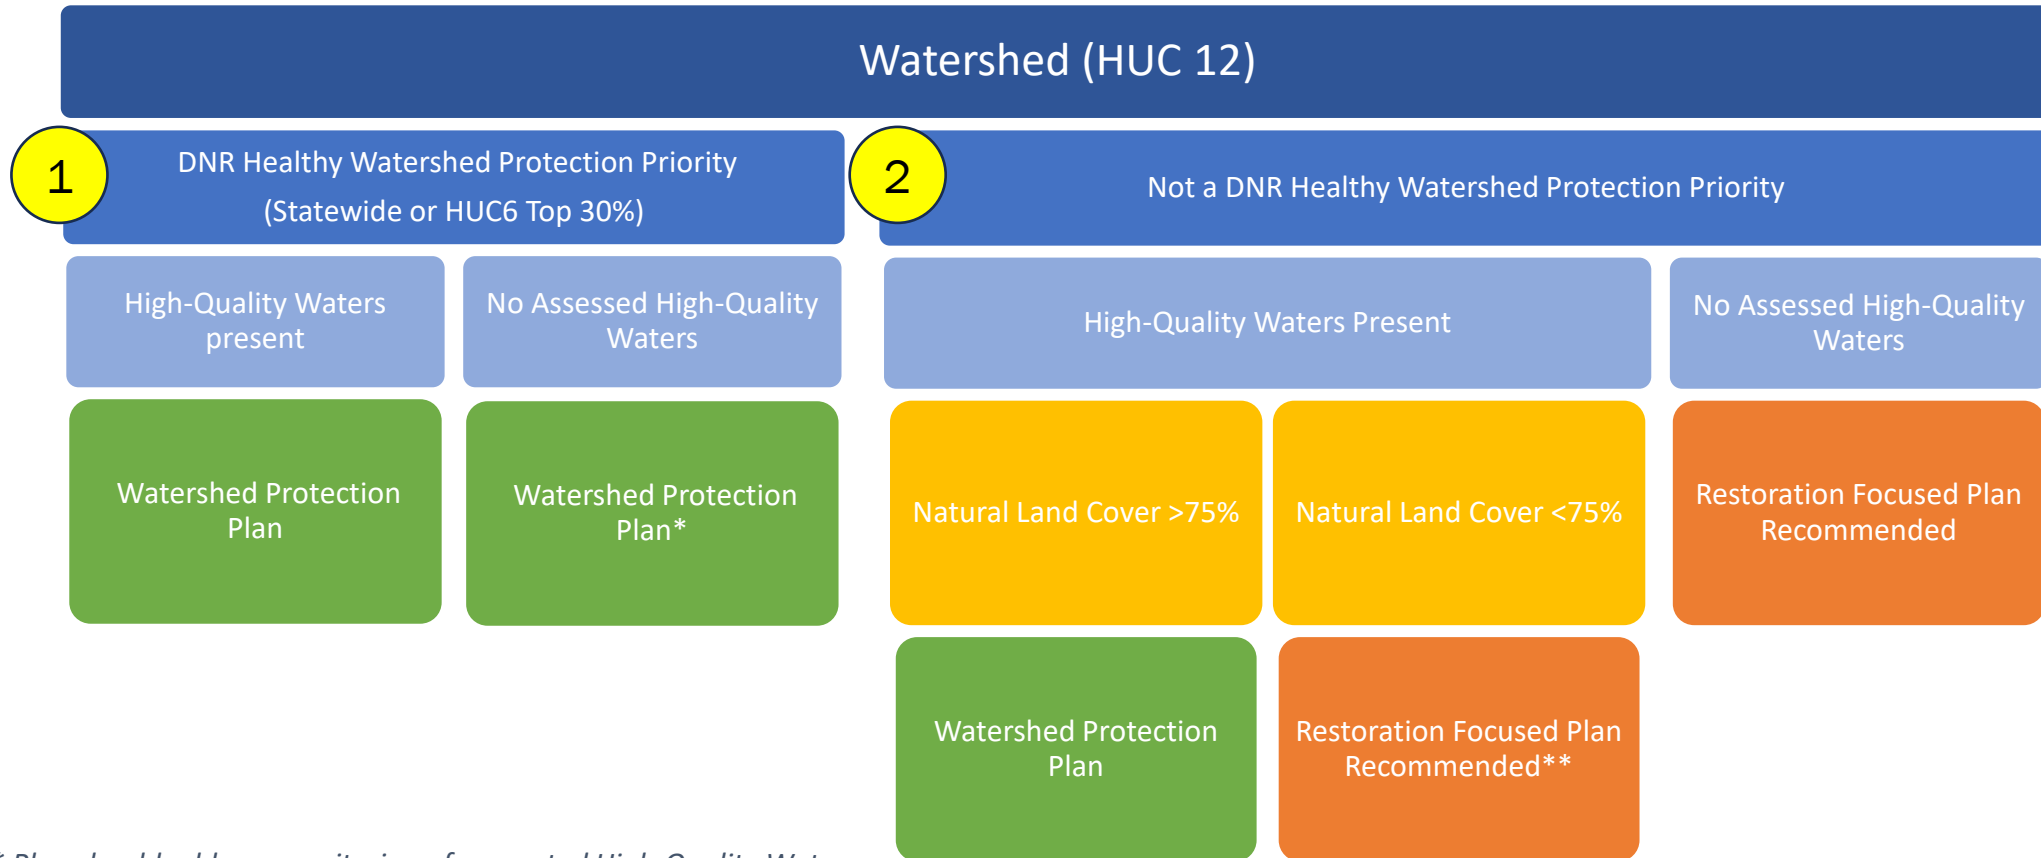 Watershed (HUC 12)
1
DNR Healthy Watershed Protection Priority
(Statewide or HUC6 Top 30%)
2
Not a DNR Healthy Watershed Protection Priority
High-Quality Waters
present
No Assessed High-Quality
Waters
High-Quality Waters Present
No Assessed High-Quality
Waters
Watershed Protection
Plan
Watershed Protection
Plan*
Natural Land Cover >75%
Natural Land Cover <75%
Restoration Focused Plan
Recommended
Watershed Protection
Plan
Restoration Focused Plan
Recommended**